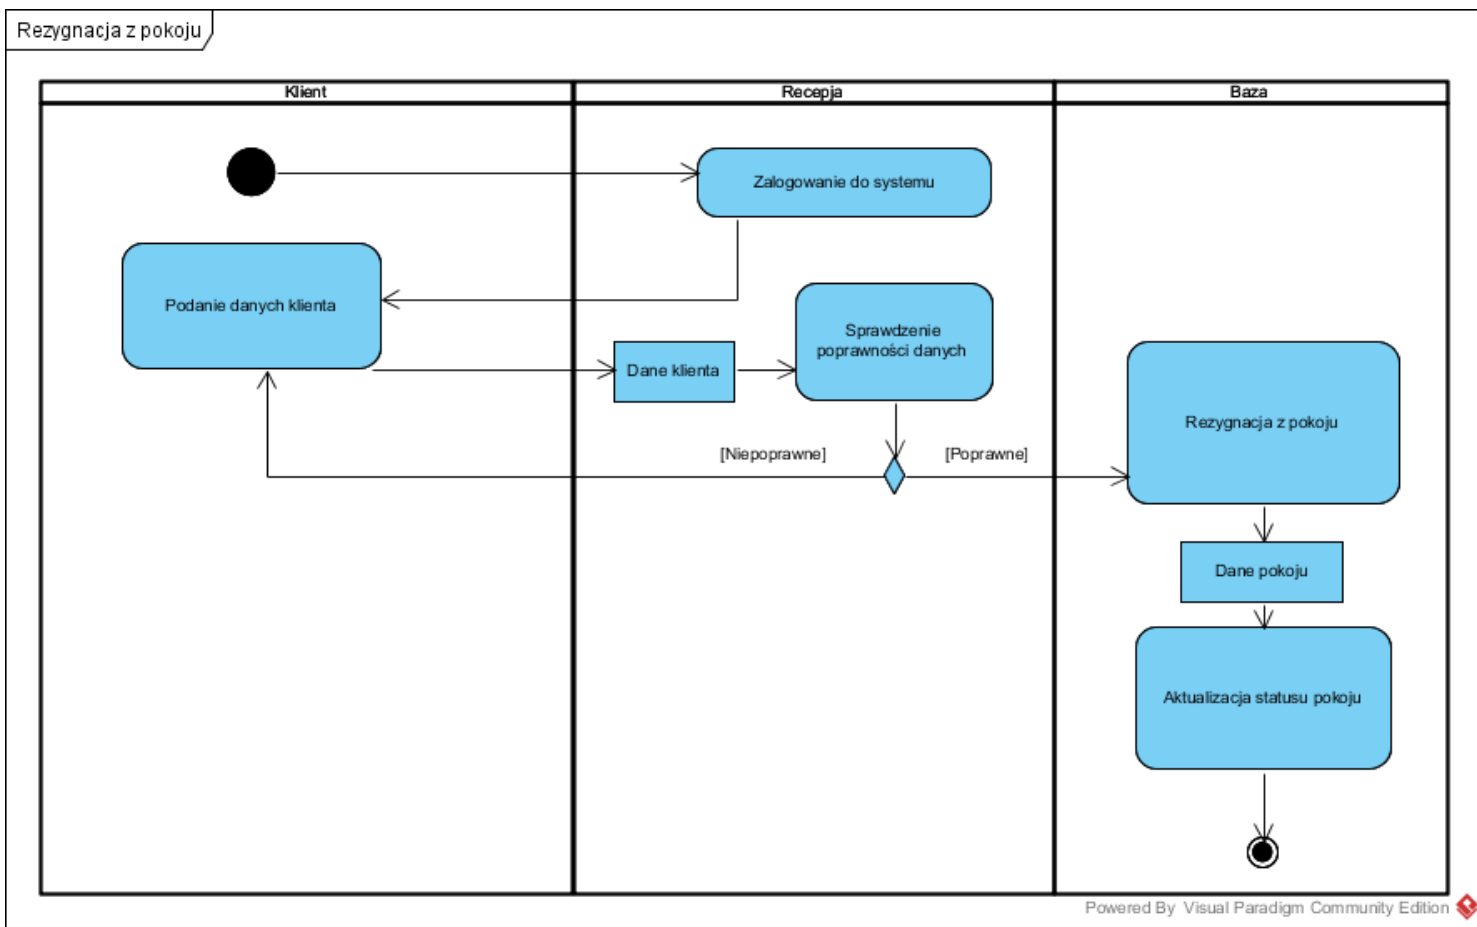 Rezygnacja z pokoju
Klient
Recepja
Baza
Zalogowanie do systemu
Podanie danych klienta
Sprawdzenie
poprawności danych
Dane klienta
Rezygnacja z pokoju
[Niepoprawne]
[Poprawne]
Dane pokoju
Aktualizacja statusu pokoju
Powered By Visual Paradigm Community Edition